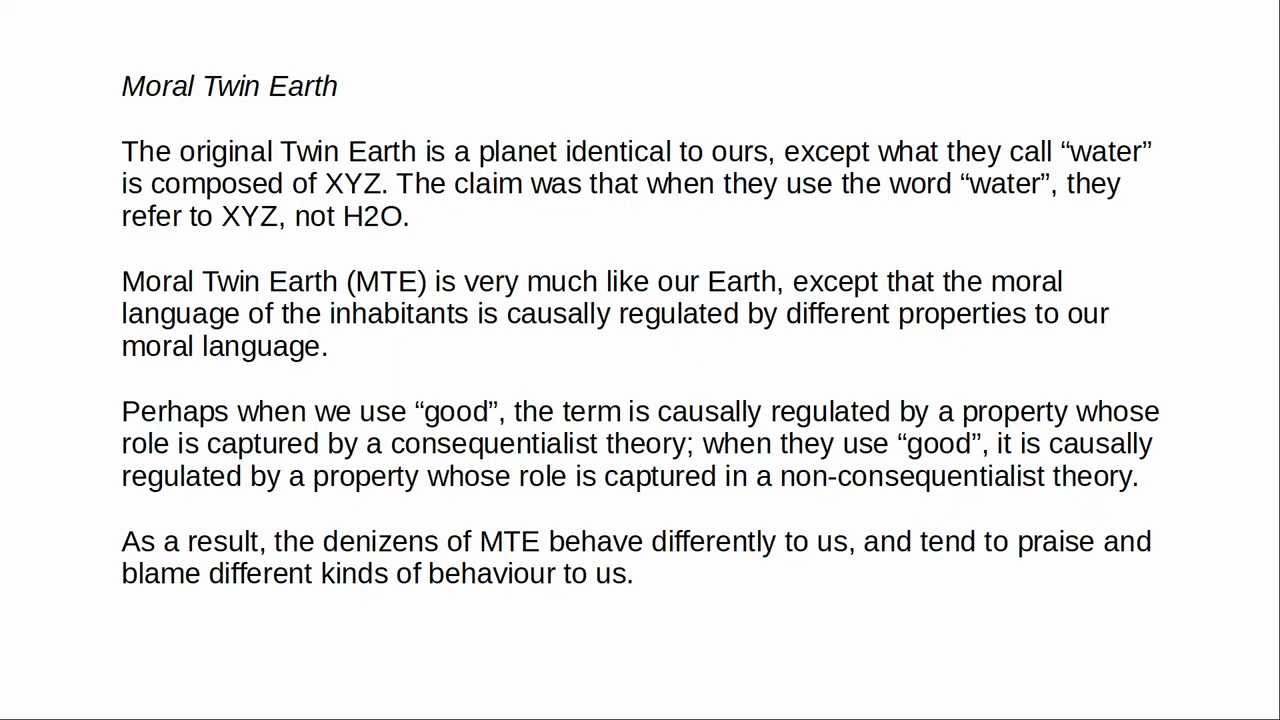 Moral Twin Earth
The original Twin Earth is a planet identical to ours, except what they call “water”
is composed of XYZ. The claim was that when they use the word “water”, they
refer to XYZ, not H2O.
Moral Twin Earth (MTE) is very much like our Earth, except that the moral
language of the inhabitants is causally regulated by different properties to our
moral language.
Perhaps when we use “good”, the term is causally regulated by a property whose
role is captured by a consequentialist theory; when they use “good”, it is causally
regulated by a property whose role is captured in a non-consequentialist theory.
As a result, the denizens of MTE behave differently to us, and tend to praise and
blame different kinds of behaviour to us.